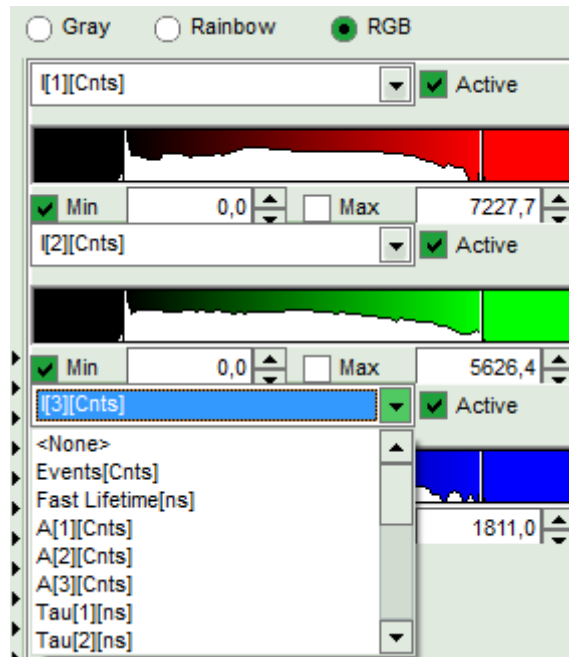 Gray Rainbow RGB
I[1][Cnts] Active
Min 0,0 Max 7227,7
I[2][Cnts] Active
Min 0,0 Max 5626,4
I[3][Cnts] Active
<None>
Events[Cnts]
Fast Lifetime[ns]
A[1][Cnts] 1811,0
A[2][Cnts]
A[3][Cnts]
Tau[1][ns]
Tau[2][ns]